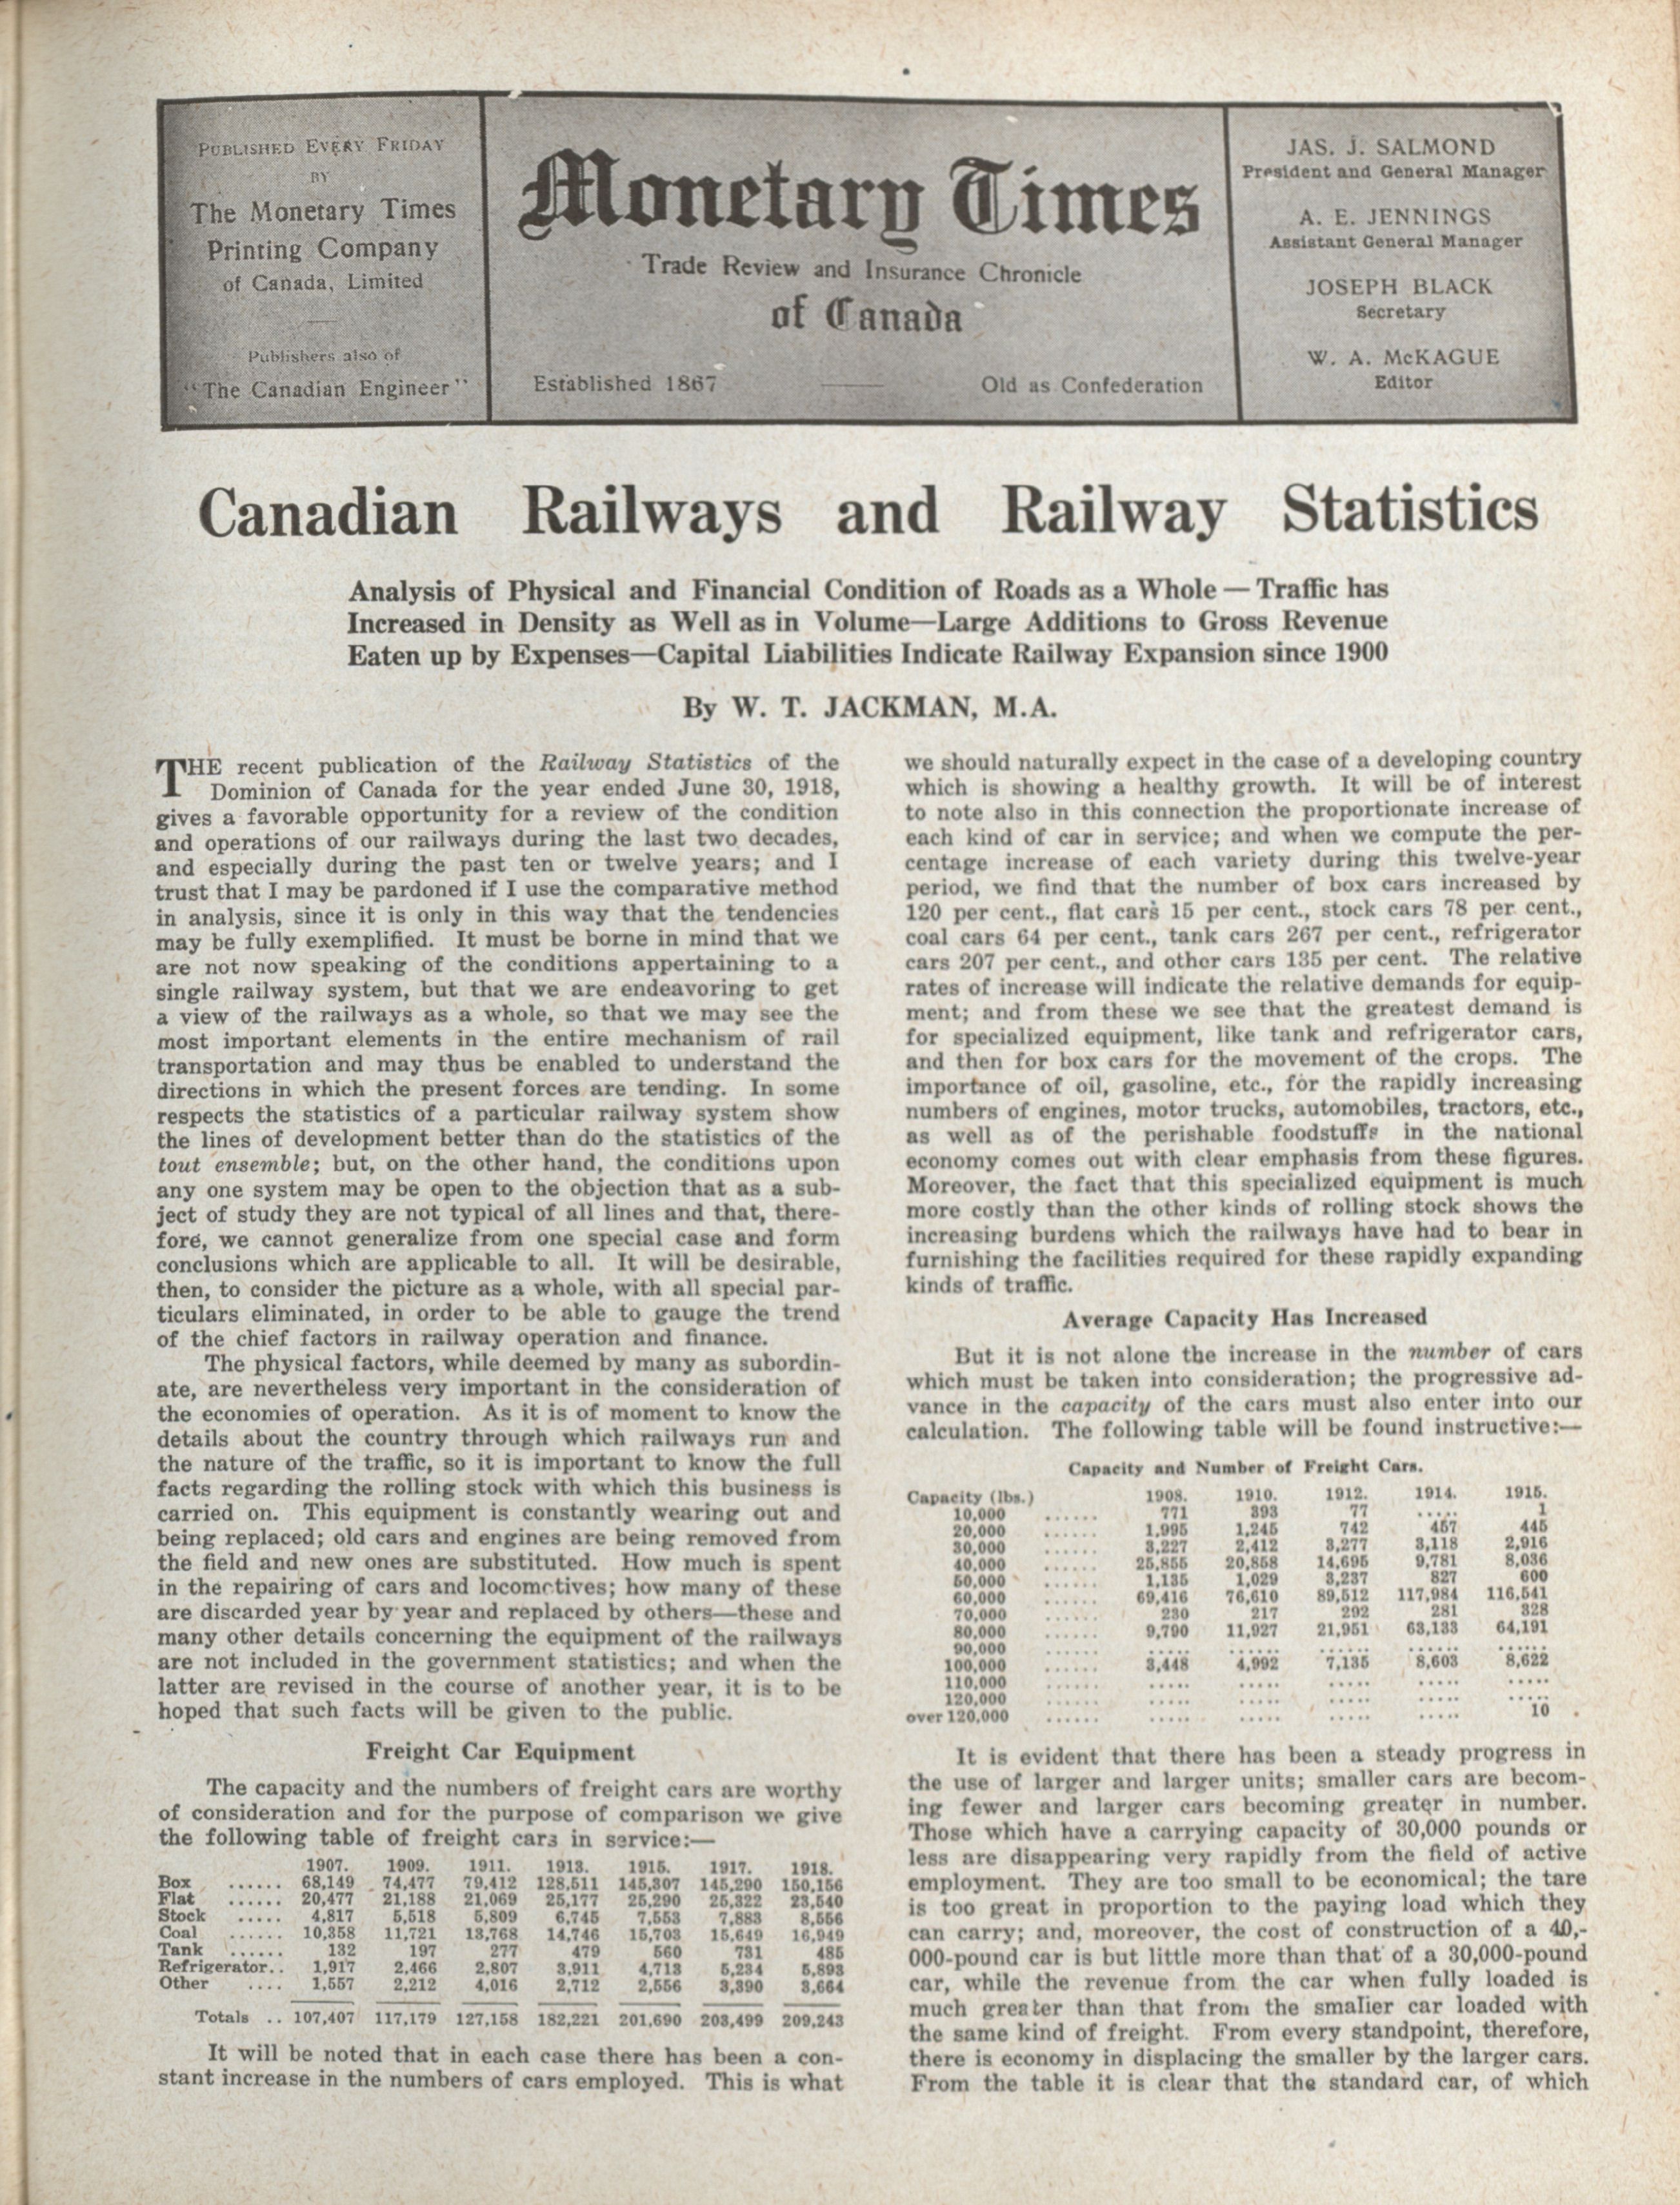 PUBLISHED EVERY FRIDAY
BY
The Monetary Times
Printing Company
of Canada, Limited
Publishers also of
"The Canadian Engineer"
Monetary Times
Trade Review and Insurance Chronicle
of Canada
Established 1867
Old as Confederation
JAS. J. SALMOND
President and General Manager
A. E. JENNINGS
Assistant General Manager
JOSEPH BLACK
Secretary
W. A. McKAGUE
Editor
Canadian Railways and Railway Statistics
Analysis of Physical and Financial Condition of Roads as a Whole — Traffic has
Increased in Density as Well as in Volume—Large Additions to Gross Revenue
Eaten up by Expenses—Capital Liabilities Indicate Railway Expansion since 1900
By W. T. JACKMAN, M.A.
THE recent publication of the Railway Statistics of the
Dominion of Canada for the year ended June 30, 1918,
gives a favorable opportunity for a review of the condition
and operations of our railways during the last two decades,
and especially during the past ten or twelve years; and I
trust that I may be pardoned if I use the comparative method
in analysis, since it is only in this way that the tendencies
may be fully exemplified. It must be borne in mind that we
are not now speaking of the conditions appertaining to a
single railway system, but that we are endeavoring to get
a view of the railways as a whole, so that we may see the
most important elements in the entire mechanism of rail
transportation and may thus be enabled to understand the
directions in which the present forces are tending. In some
respects the statistics of a particular railway system show
the lines of development better than do the statistics of the
tout ensemble; but, on the other hand, the conditions upon
any one system may be open to the objection that as a sub-
ject of study they are not typical of all lines and that, there-
fore, we cannot generalize from one special case and form
conclusions which are applicable to all. It will be desirable,
then, to consider the picture as a whole, with all special par-
ticulars eliminated, in order to be able to gauge the trend
of the chief factors in railway operation and finance.
The physical factors, while deemed by many as subordin-
ate, are nevertheless very important in the consideration of
the economies of operation. As it is of moment to know the
details about the country through which railways run and
the nature of the traffic, so it is important to know the full
facts regarding the rolling stock with which this business is
carried on. This equipment is constantly wearing out and
being replaced; old cars and engines are being removed from
the field and new ones are substituted. How much is spent
in the repairing of cars and locomotives; how many of these
are discarded year by year and replaced by others—these and
many other details concerning the equipment of the railways
are not included in the government statistics; and when the
latter are revised in the course of another year, it is to be
hoped that such facts will be given to the public.
Freight Car Equipment
The capacity and the numbers of freight cars are worthy
of consideration and for the purpose of comparison we give
the following table of freight cars in service:—
1907. 1909. 1911. 1913. 1915. 1917. 1918.
Box ...... 68,149 74,477 79,412 128,511 145,307 145,290 150,156
Flat ...... 20,477 21,188 21,069 25,177 25,290 25,322 23,540
Stock ..... 4,817 5,518 5,809 6,745 7,553 7,883 8,556
Coal ...... 10,358 11,721 13,768 14,746 15,703 15,649 16,949
Tank ...... 132 197 277 479 560 731 485
Refrigerator.. 1,917 2,466 2,807 3,911 4,713 5,234 5,893
Other .... 1,557 2,212 4,016 2,712 2,556 3,390 3,664
Totals .. 107,407 117,179 127,158 182,221 201,690 203,499 209,243
It will be noted that in each case there has been a con-
stant increase in the numbers of cars employed. This is what
we should naturally expect in the case of a developing country
which is showing a healthy growth. It will be of interest
to note also in this connection the proportionate increase of
each kind of car in service; and when we compute the per-
centage increase of each variety during this twelve-year
period, we find that the number of box cars increased by
120 per cent., flat cars 15 per cent., stock cars 78 per cent.,
coal cars 64 per cent., tank cars 267 per cent., refrigerator
cars 207 per cent., and other cars 135 per cent. The relative
rates of increase will indicate the relative demands for equip-
ment; and from these we see that the greatest demand is
for specialized equipment, like tank and refrigerator cars,
and then for box cars for the movement of the crops. The
importance of oil, gasoline, etc., for the rapidly increasing
numbers of engines, motor trucks, automobiles, tractors, etc.,
as well as of the perishable foodstuffs in the national
economy comes out with clear emphasis from these figures.
Moreover, the fact that this specialized equipment is much
more costly than the other kinds of rolling stock shows the
increasing burdens which the railways have had to bear in
furnishing the facilities required for these rapidly expanding
kinds of traffic.
Average Capacity Has Increased
But it is not alone the increase in the number of cars
which must be taken into consideration; the progressive ad-
vance in the capacity of the cars must also enter into our
calculation. The following table will be found instructive:—
Capacity and Number of Freight Cars.
Capacity (lbs.) 1908. 1910. 1912. 1914. 1915.
10,000 ...... 771 393 77 ..... 1
20,000 ...... 1,995 1,245 742 457 445
30,000 ...... 3,227 2,412 3,277 3,118 2,916
40,000 ...... 25,855 20,858 14,695 9,781 8,036
50,000 ...... 1,135 1,029 3,237 827 600
60,000 ...... 69,416 76,610 89,512 117,984 116,541
70,000 ...... 230 217 292 281 328
80,000 ...... 9,790 11,927 21,951 63,133 64,191
90,000 ...... ..... ...... ...... ...... ......
100,000 ...... 3,448 4,992 7,135 8,603 8,622
110,000 ...... ..... ..... ..... ..... .....
120,000 ...... ..... ..... ..... ..... .....
over 120,000 ...... ..... ..... ..... ..... 10
It is evident that there has been a steady progress in
the use of larger and larger units; smaller cars are becom-
ing fewer and larger cars becoming greater in number.
Those which have a carrying capacity of 30,000 pounds or
less are disappearing very rapidly from the field of active
employment. They are too small to be economical; the tare
is too great in proportion to the paying load which they
can carry; and, moreover, the cost of construction of a 40,-
000-pound car is but little more than that of a 30,000-pound
car, while the revenue from the car when fully loaded is
much greater than that from the smaller car loaded with
the same kind of freight. From every standpoint, therefore,
there is economy in displacing the smaller by the larger cars.
From the table it is clear that the standard car, of which